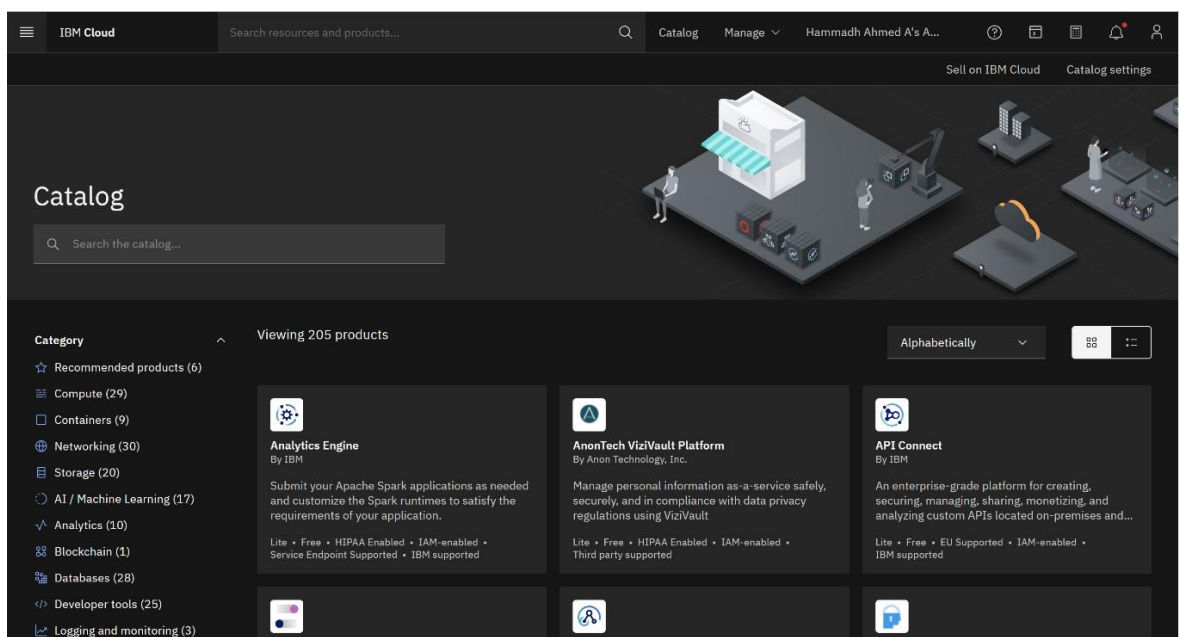 IBM Cloud
Search resources and products...
Catalog
Manage
Hammadh Ahmed A's A...
Sell on IBM Cloud
Catalog settings
Catalog
Search the catalog...
Category
Recommended products (6)
Compute (29)
Containers (9)
Networking (30)
Storage (20)
AI / Machine Learning (17)
Analytics (10)
Blockchain (1)
Databases (28)
Developer tools (25)
Logging and monitoring (3)
Viewing 205 products
Alphabetically
Analytics Engine
By IBM
Submit your Apache Spark applications as needed
and customize the Spark runtimes to satisfy the
requirements of your application.
Lite • Free • HIPAA Enabled • IAM-enabled •
Service Endpoint Supported • IBM supported
AnonTech ViziVault Platform
By Anon Technology, Inc.
Manage personal information as-a-service safely,
securely, and in compliance with data privacy
regulations using ViziVault
Lite • Free • HIPAA Enabled • IAM-enabled •
Third party supported
API Connect
By IBM
An enterprise-grade platform for creating,
securing, managing, sharing, monetizing, and
analyzing custom APIs located on-premises and...
Lite • Free • EU Supported • IAM-enabled •
IBM supported